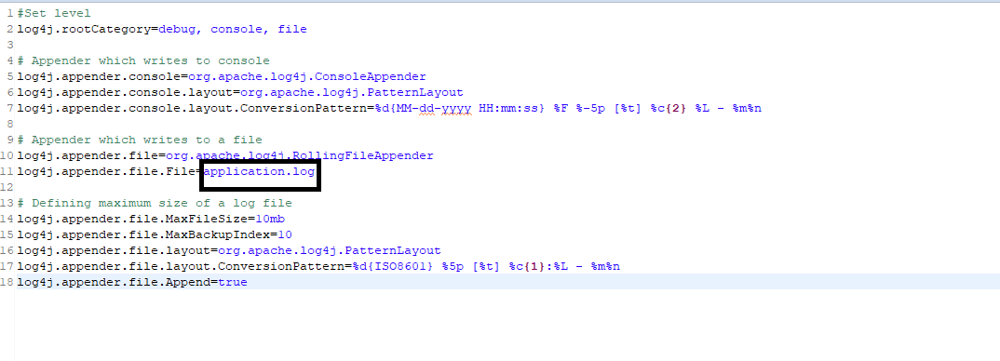 1 #Set level
2 log4j.rootCategory=debug, console, file
3
4 # Appender which writes to console
5 log4j.appender.console=org.apache.log4j.ConsoleAppender
6 log4j.appender.console.layout=org.apache.log4j.PatternLayout
7 log4j.appender.console.layout.ConversionPattern=%d{MM-dd-yyyy HH:mm:ss} %F %-5p [%t] %c{2} %L - %m%n
8
9 # Appender which writes to a file
10 log4j.appender.file=org.apache.log4j.RollingFileAppender
11 log4j.appender.file.File=application.log
12
13 # Defining maximum size of a log file
14 log4j.appender.file.MaxFileSize=10mb
15 log4j.appender.file.MaxBackupIndex=10
16 log4j.appender.file.layout=org.apache.log4j.PatternLayout
17 log4j.appender.file.layout.ConversionPattern=%d{ISO8601} %5p [%t] %c{1}:%L - %m%n
18 log4j.appender.file.Append=true